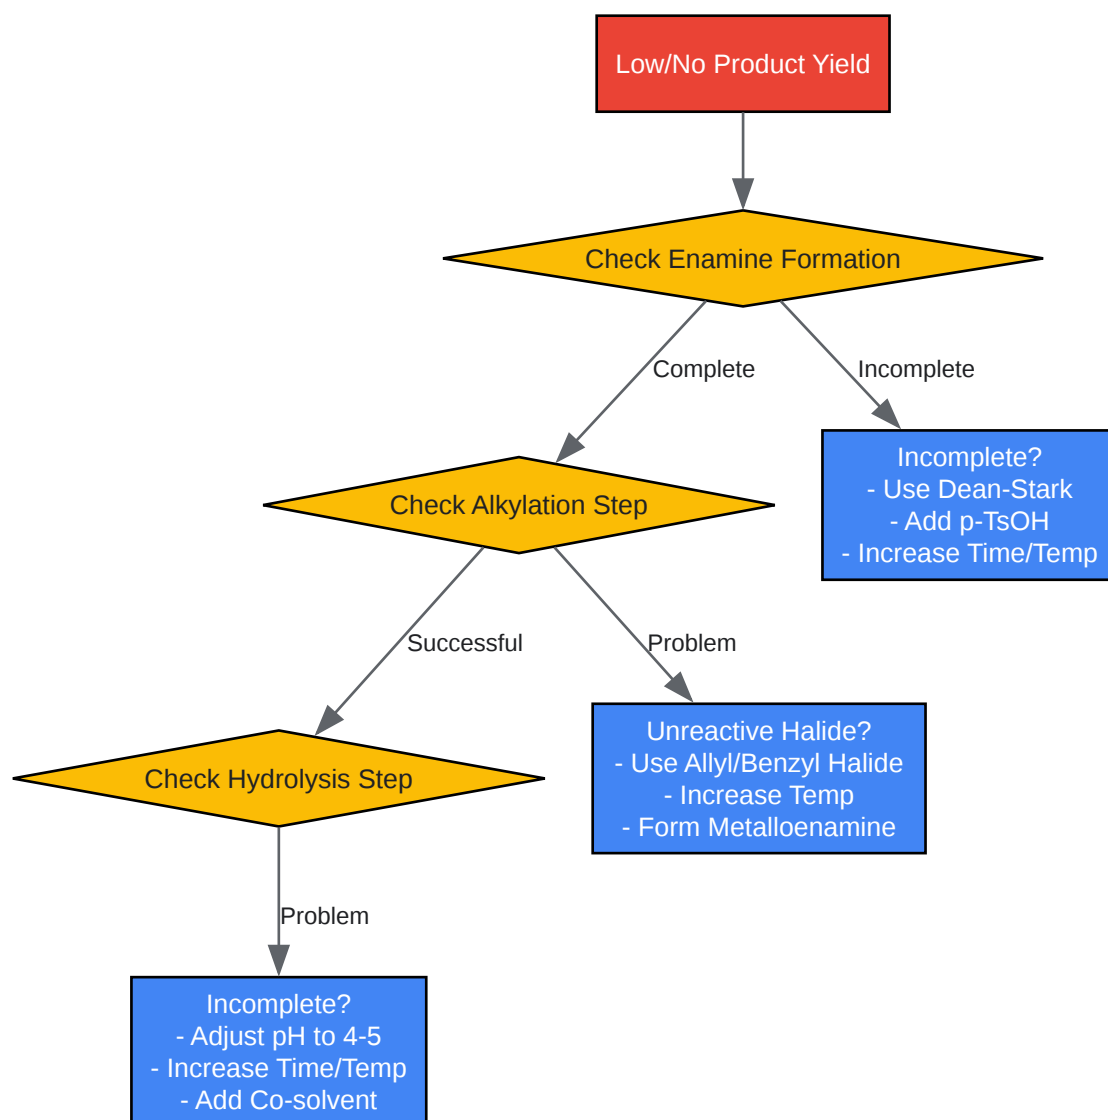 Low/No Product Yield
Check Enamine Formation
Complete
Incomplete
Incomplete?
- Use Dean-Stark
- Add p-TsOH
- Increase Time/Temp
Check Alkylation Step
Successful
Problem
Unreactive Halide?
- Use Allyl/Benzyl Halide
- Increase Temp
- Form Metalloenamine
Check Hydrolysis Step
Problem
Incomplete?
- Adjust pH to 4-5
- Increase Time/Temp
- Add Co-solvent